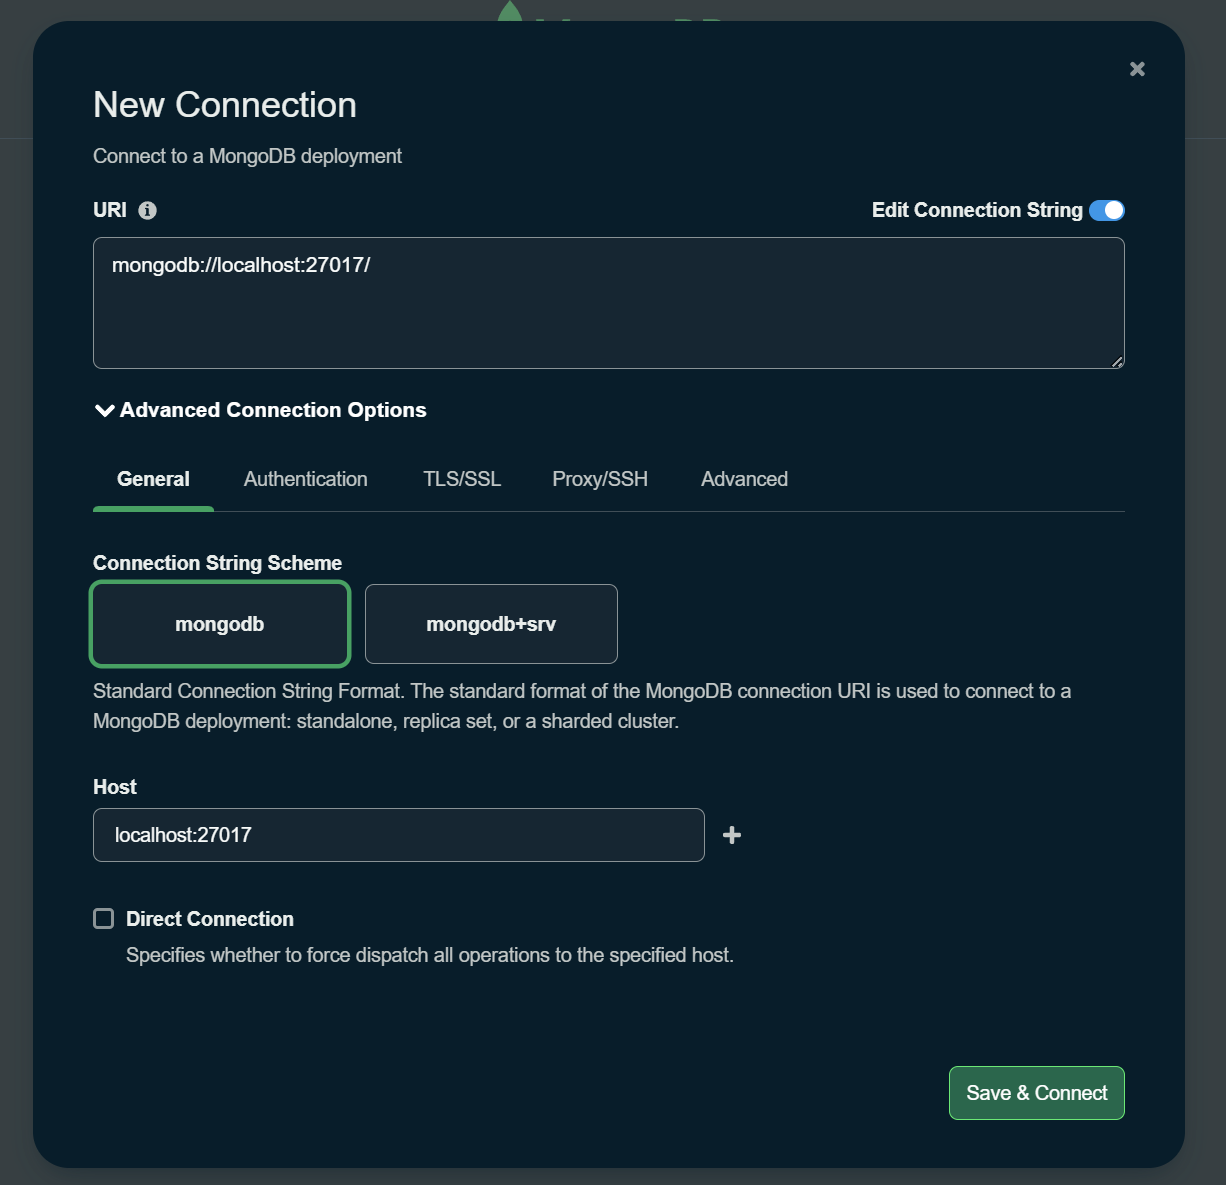 New Connection
Connect to a MongoDB deployment
URI
Edit Connection String
mongodb://localhost:27017/
Advanced Connection Options
General Authentication TLS/SSL Proxy/SSH Advanced
Connection String Scheme
mongodb mongodb+srv
Standard Connection String Format. The standard format of the MongoDB connection URI is used to connect to a
MongoDB deployment: standalone, replica set, or a sharded cluster.
Host
localhost:27017
Direct Connection
Specifies whether to force dispatch all operations to the specified host.
Save & Connect